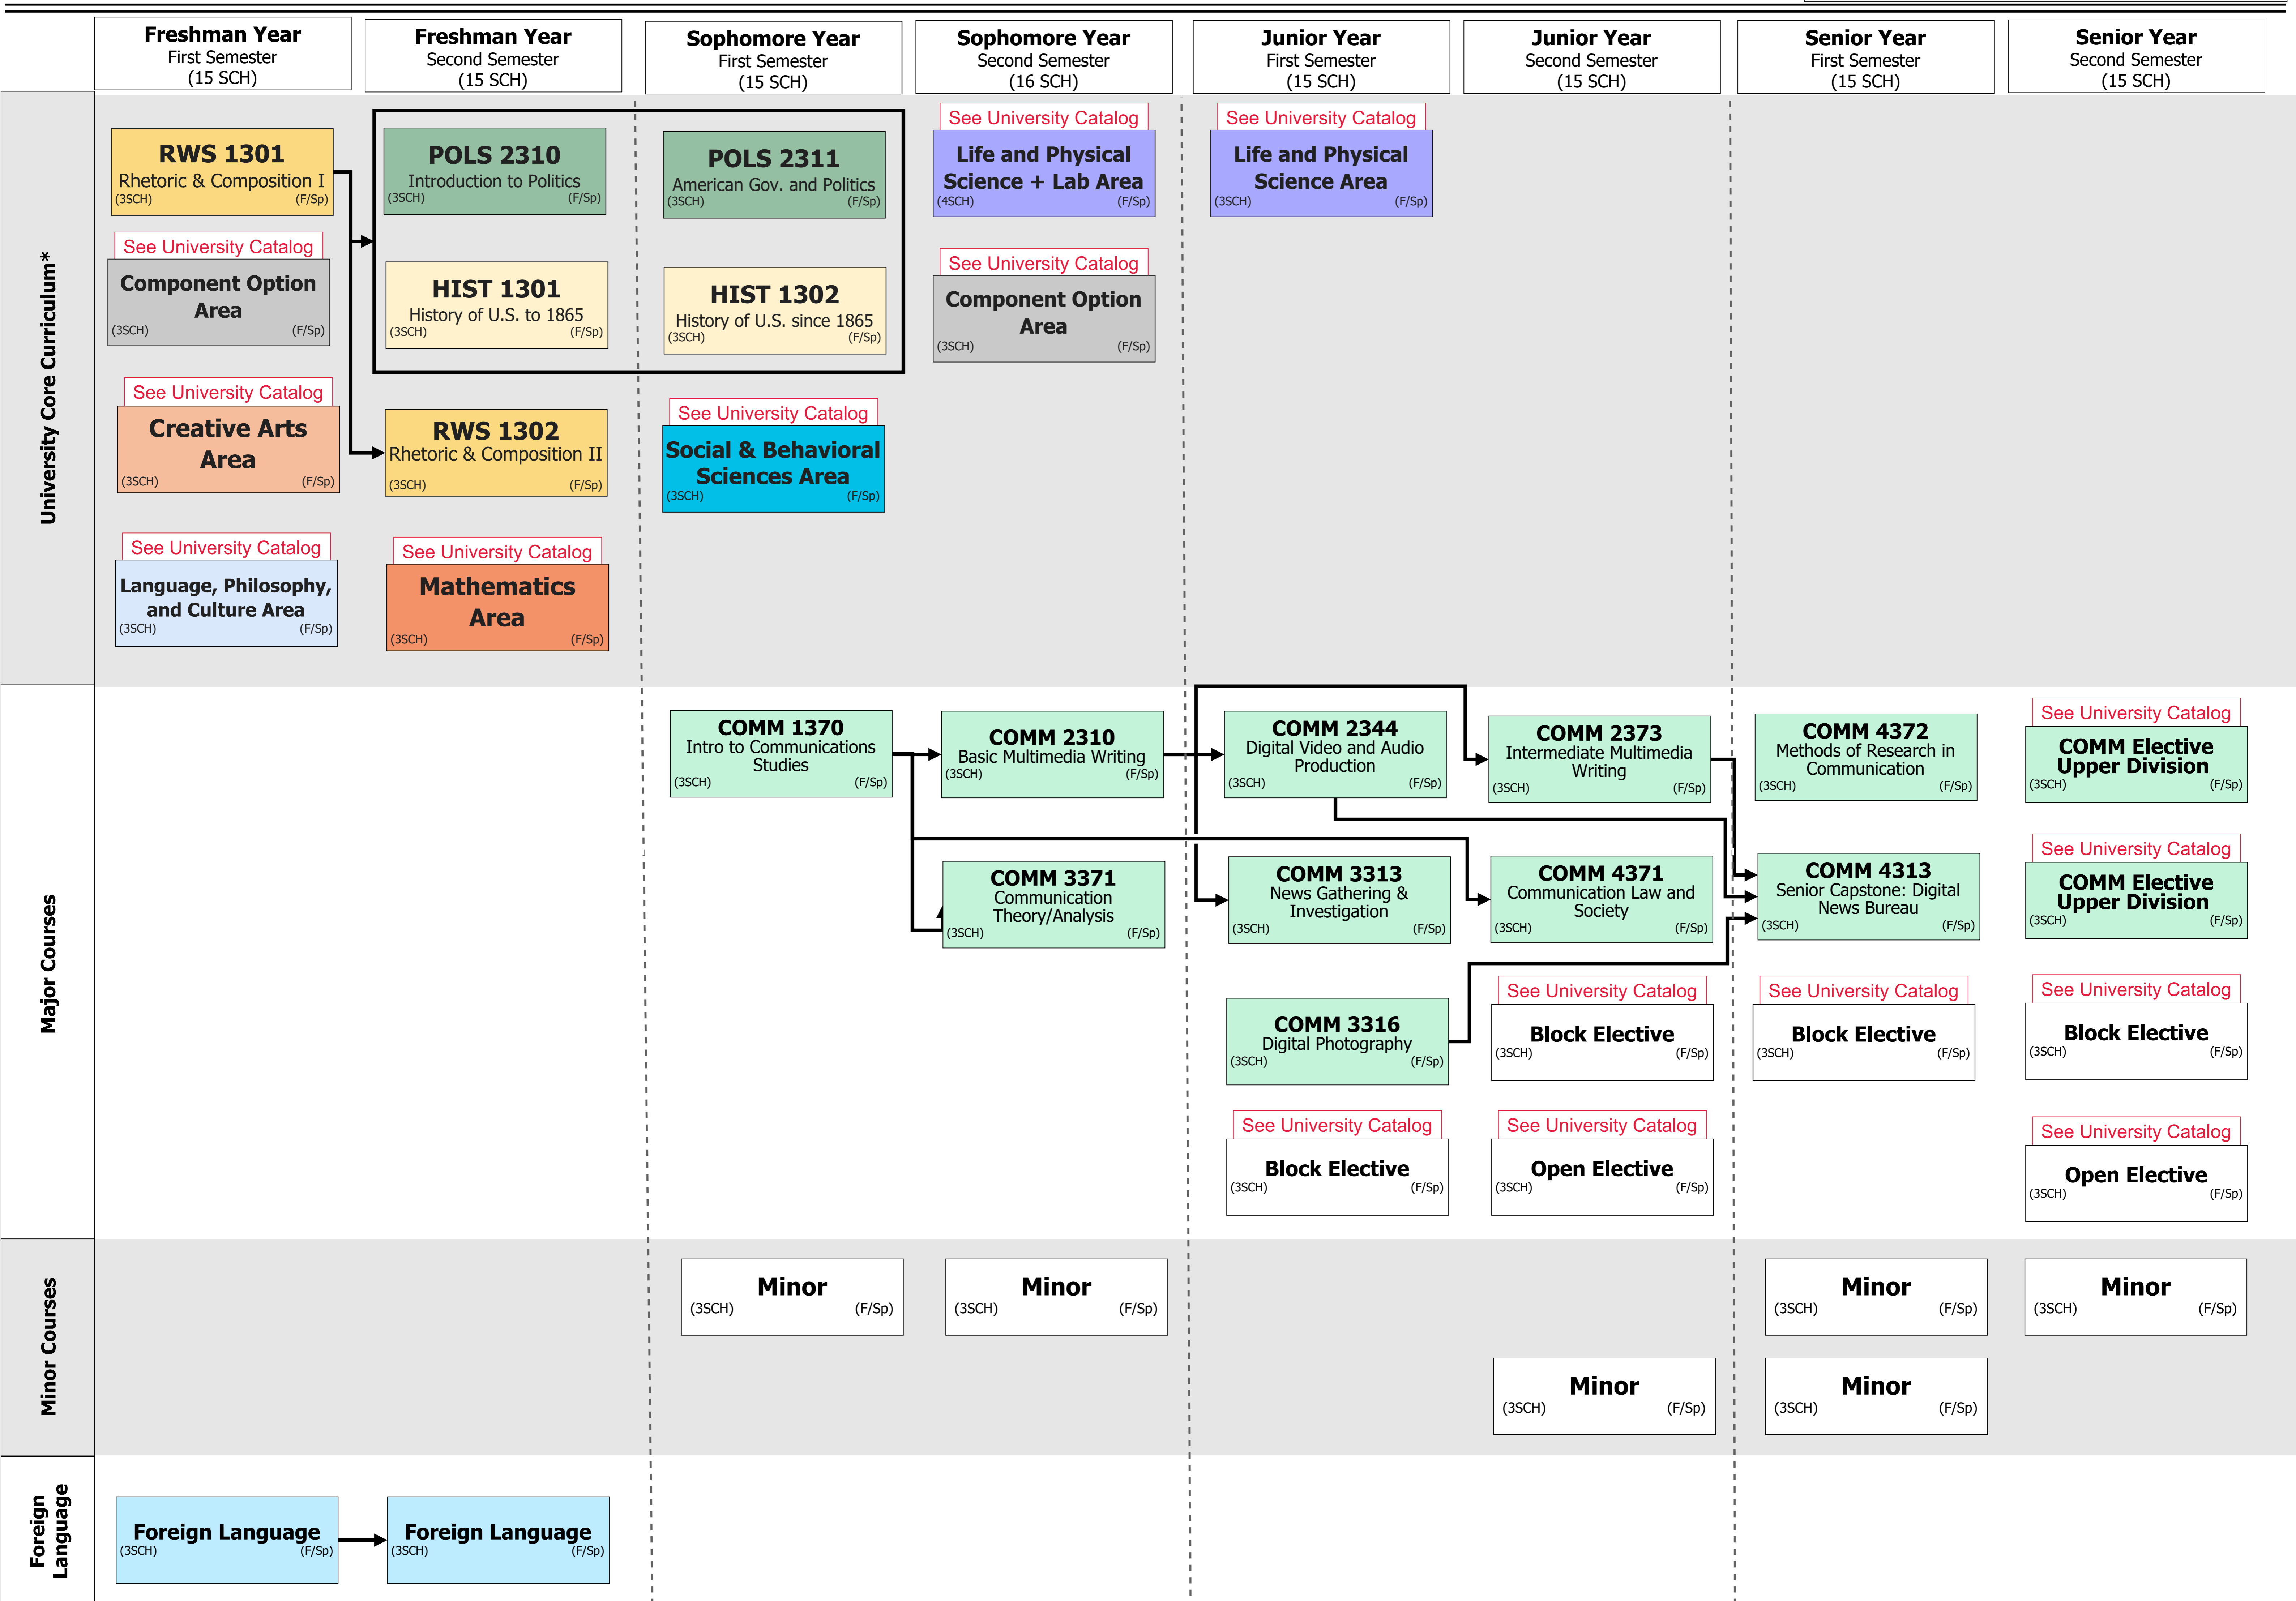 Freshman Year
First Semester
(15 SCH)
Freshman Year
Second Semester
(15 SCH)
Sophomore Year
First Semester
(15 SCH)
Sophomore Year
Second Semester
(16 SCH)
Junior Year
First Semester
(15 SCH)
Junior Year
Second Semester
(15 SCH)
Senior Year
First Semester
(15 SCH)
Senior Year
Second Semester
(15 SCH)
University Core Curriculum*
RWS 1301
Rhetoric & Composition I
(3SCH) (F/Sp)
See University Catalog
Component Option
Area
(3SCH) (F/Sp)
See University Catalog
Creative Arts
Area
(3SCH) (F/Sp)
See University Catalog
Language, Philosophy,
and Culture Area
(3SCH) (F/Sp)
POLS 2310
Introduction to Politics
(3SCH) (F/Sp)
HIST 1301
History of U.S. to 1865
(3SCH) (F/Sp)
RWS 1302
Rhetoric & Composition II
(3SCH) (F/Sp)
See University Catalog
Mathematics
Area
(3SCH) (F/Sp)
POLS 2311
American Gov. and Politics
(3SCH) (F/Sp)
HIST 1302
History of U.S. since 1865
(3SCH) (F/Sp)
See University Catalog
Social & Behavioral
Sciences Area
(3SCH) (F/Sp)
See University Catalog
Life and Physical
Science + Lab Area
(4SCH) (F/Sp)
See University Catalog
Component Option
Area
(3SCH) (F/Sp)
See University Catalog
Life and Physical
Science Area
(3SCH) (F/Sp)
Major Courses
COMM 1370
Intro to Communications
Studies
(3SCH) (F/Sp)
COMM 2310
Basic Multimedia Writing
(3SCH) (F/Sp)
COMM 3371
Communication
Theory/Analysis
(3SCH) (F/Sp)
COMM 2344
Digital Video and Audio
Production
(3SCH) (F/Sp)
COMM 3313
News Gathering &
Investigation
(3SCH) (F/Sp)
COMM 3316
Digital Photography
(3SCH) (F/Sp)
See University Catalog
Block Elective
(3SCH) (F/Sp)
COMM 2373
Intermediate Multimedia
Writing
(3SCH) (F/Sp)
COMM 4371
Communication Law and
Society
(3SCH) (F/Sp)
See University Catalog
Block Elective
(3SCH) (F/Sp)
See University Catalog
Open Elective
(3SCH) (F/Sp)
COMM 4372
Methods of Research in
Communication
(3SCH) (F/Sp)
COMM 4313
Senior Capstone: Digital
News Bureau
(3SCH) (F/Sp)
See University Catalog
Block Elective
(3SCH) (F/Sp)
See University Catalog
COMM Elective
Upper Division
(3SCH) (F/Sp)
See University Catalog
COMM Elective
Upper Division
(3SCH) (F/Sp)
See University Catalog
Block Elective
(3SCH) (F/Sp)
See University Catalog
Open Elective
(3SCH) (F/Sp)
Minor Courses
Minor
(3SCH) (F/Sp)
Minor
(3SCH) (F/Sp)
Minor
(3SCH) (F/Sp)
Minor
(3SCH) (F/Sp)
Minor
(3SCH) (F/Sp)
Minor
(3SCH) (F/Sp)
Foreign
Language
Foreign Language
(3SCH) (F/Sp)
Foreign Language
(3SCH) (F/Sp)